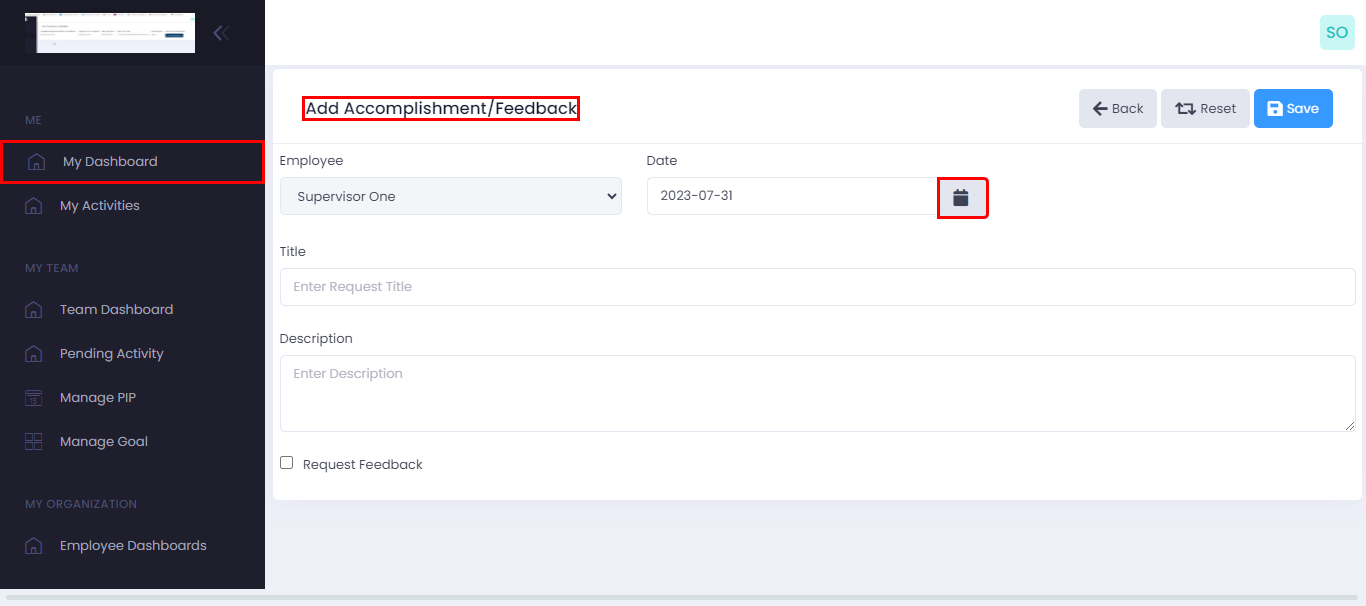 SO
ME
My Dashboard
My Activities
MY TEAM
Team Dashboard
Pending Activity
Manage PIP
Manage Goal
MY ORGANIZATION
Employee Dashboards
Add Accomplishment/Feedback
Back
Reset
Save
Employee
Date
Supervisor One
2023-07-31
Title
Enter Request Title
Description
Enter Description
Request Feedback